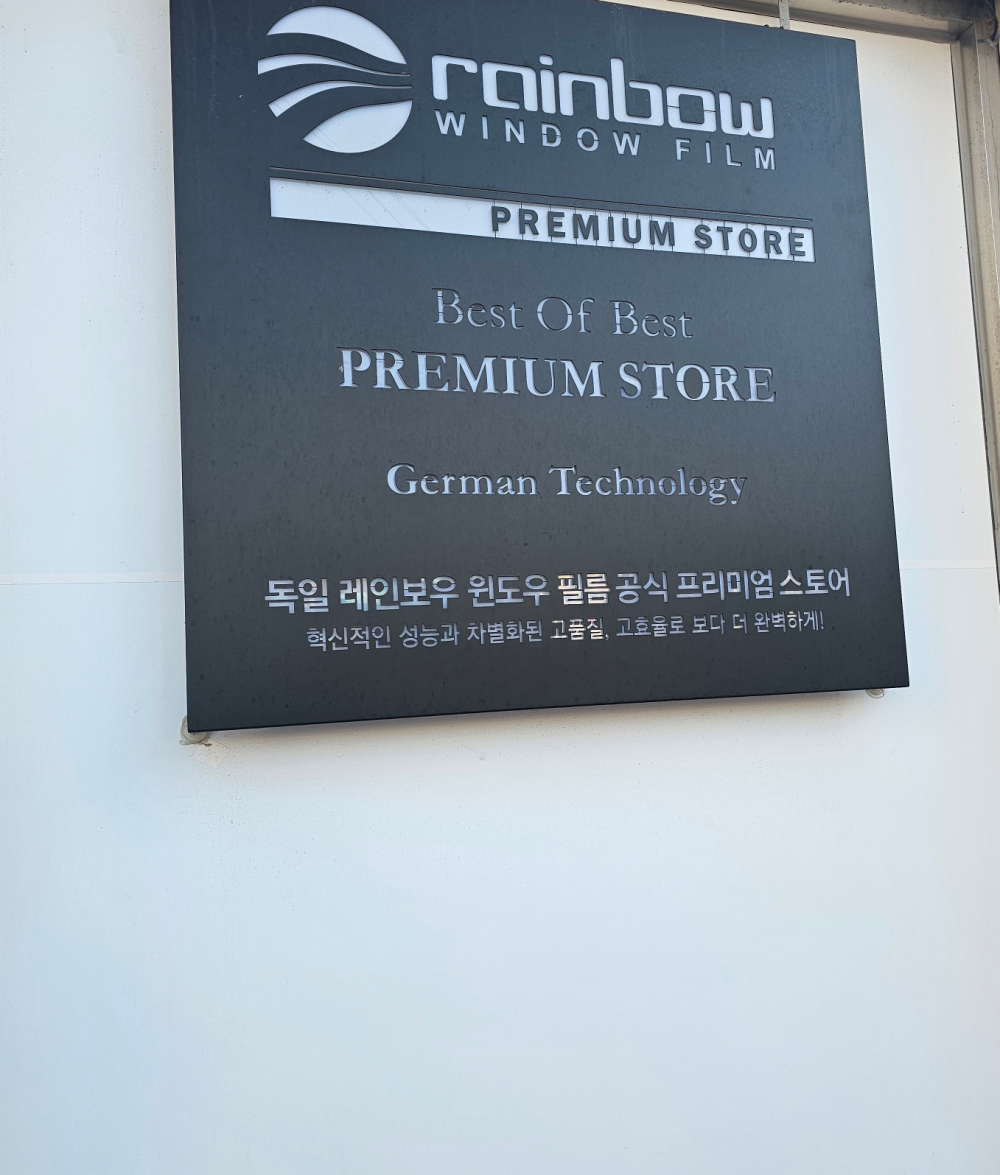 rainbow
WINDOW FILM
PREMIUM STORE
Best Of Best
PREMIUM STORE
German Technology
독일 레인보우 윈도우 필름 공식 프리미엄 스토어
혁신적인 성능과 차별화된 고품질, 고효율로 보다 더 완벽하게!